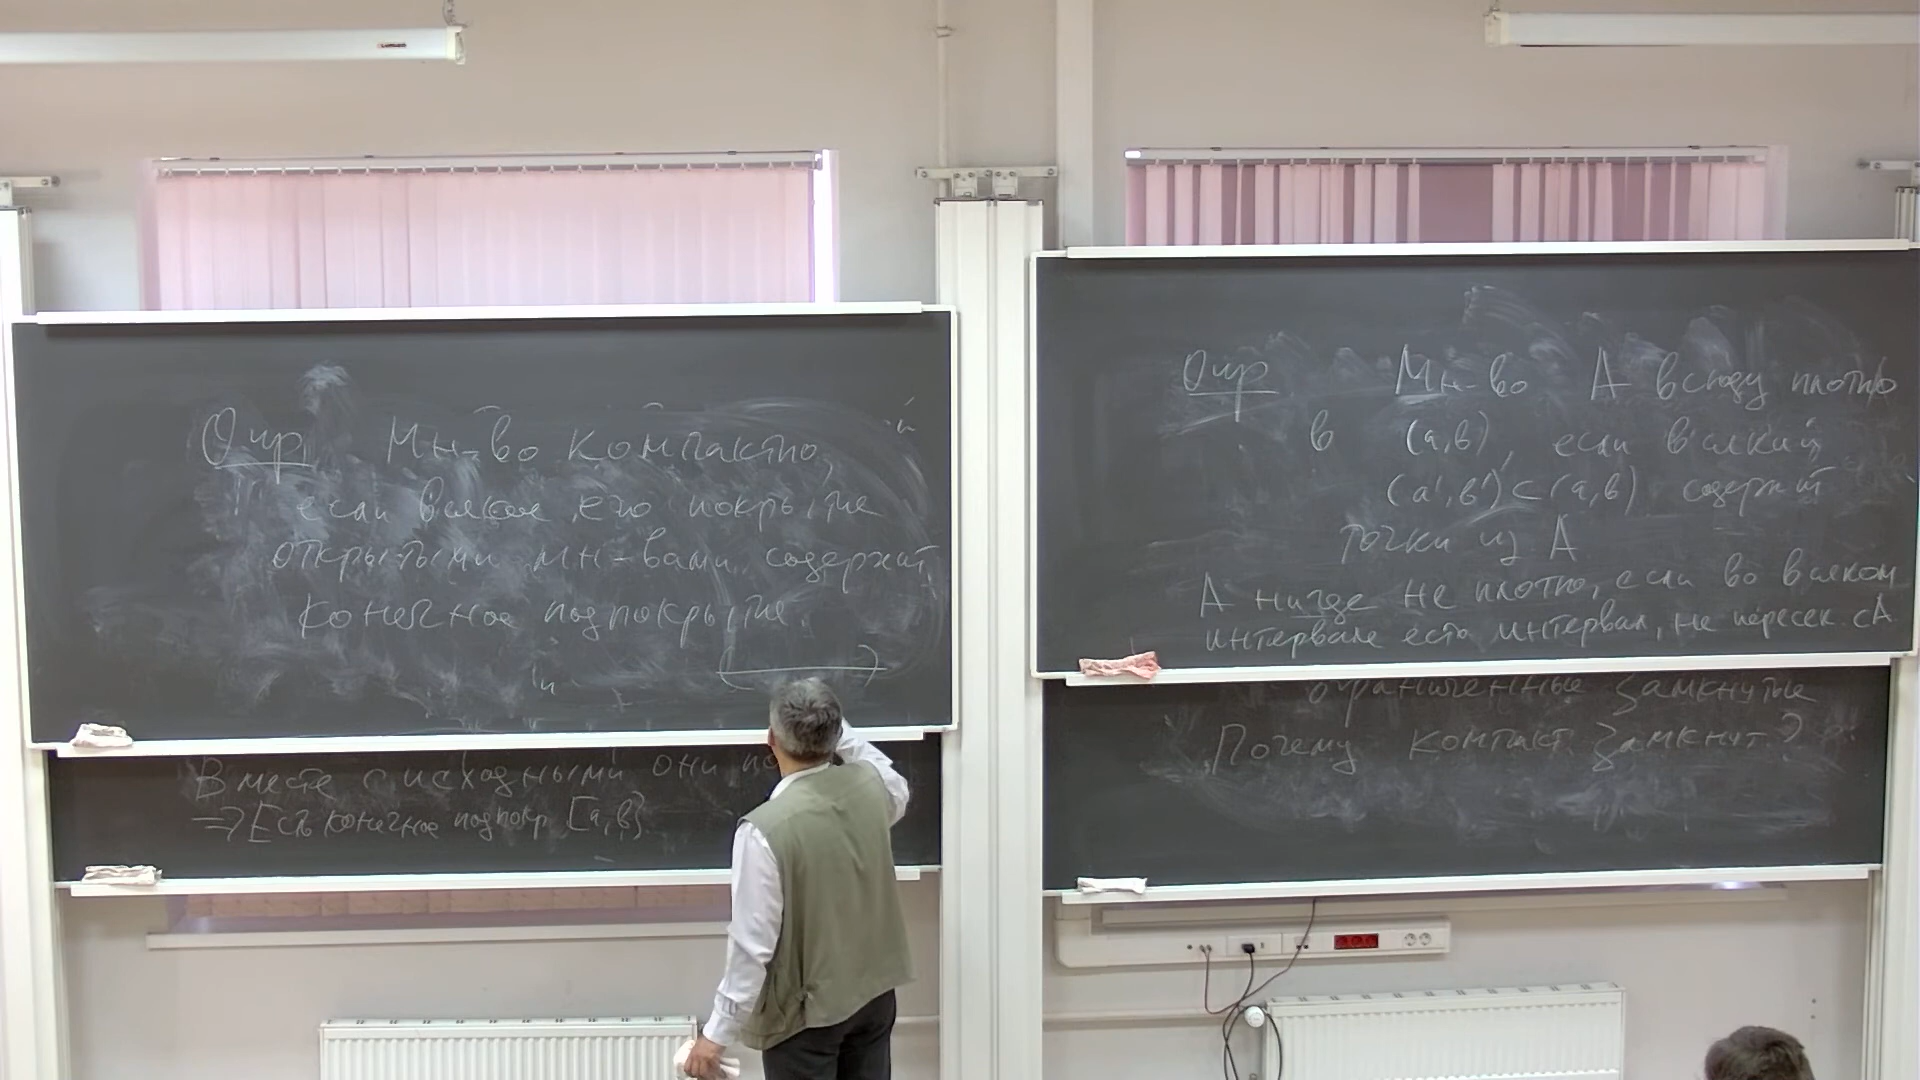 Опр Мн-во компактно,
если всякое его покрытие
открытыми мн-вами содержит
конечное подпокрытие.
Вместе с исходными они по
=> Есть конечное подпокр. [a,b].
Опр Мн-во A всюду плотно
в (a,b), если всякий
(a',b')⊂(a,b) содержит
точки из A
A нигде не плотно, если во всяком
интервале есть интервал, не пересек. с A
ограниченные замкнутые
Почему компакт. замкнут?